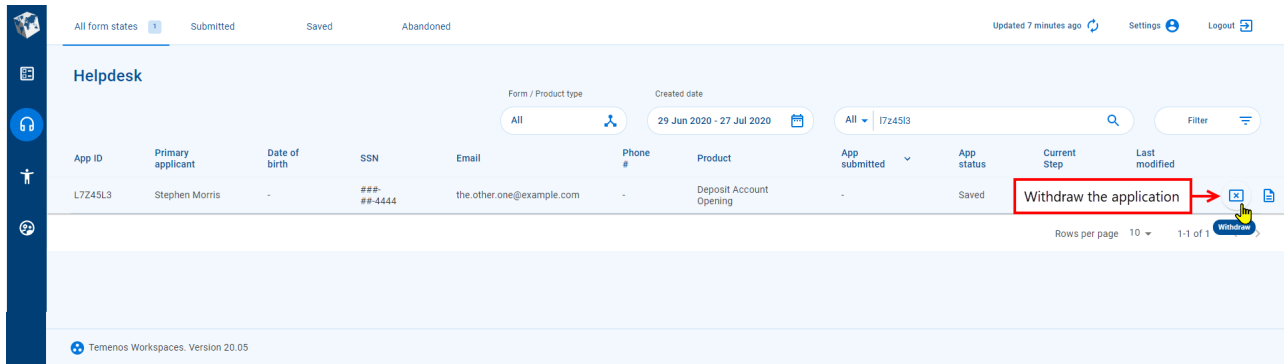 All form states 1 Submitted Saved Abandoned Updated 7 minutes ago Settings Logout
Helpdesk
Form / Product type Created date
All 29 Jun 2020 - 27 Jul 2020 All l7z45l3 Filter
App ID Primary applicant Date of birth SSN Email Phone # Product App submitted App status Current Step Last modified
L7Z45L3 Stephen Morris - ###-##-4444 the.other.one@example.com - Deposit Account Opening - Saved Withdraw the application
Withdraw
Rows per page 10 1-1 of 1
Temenos Workspaces. Version 20.05